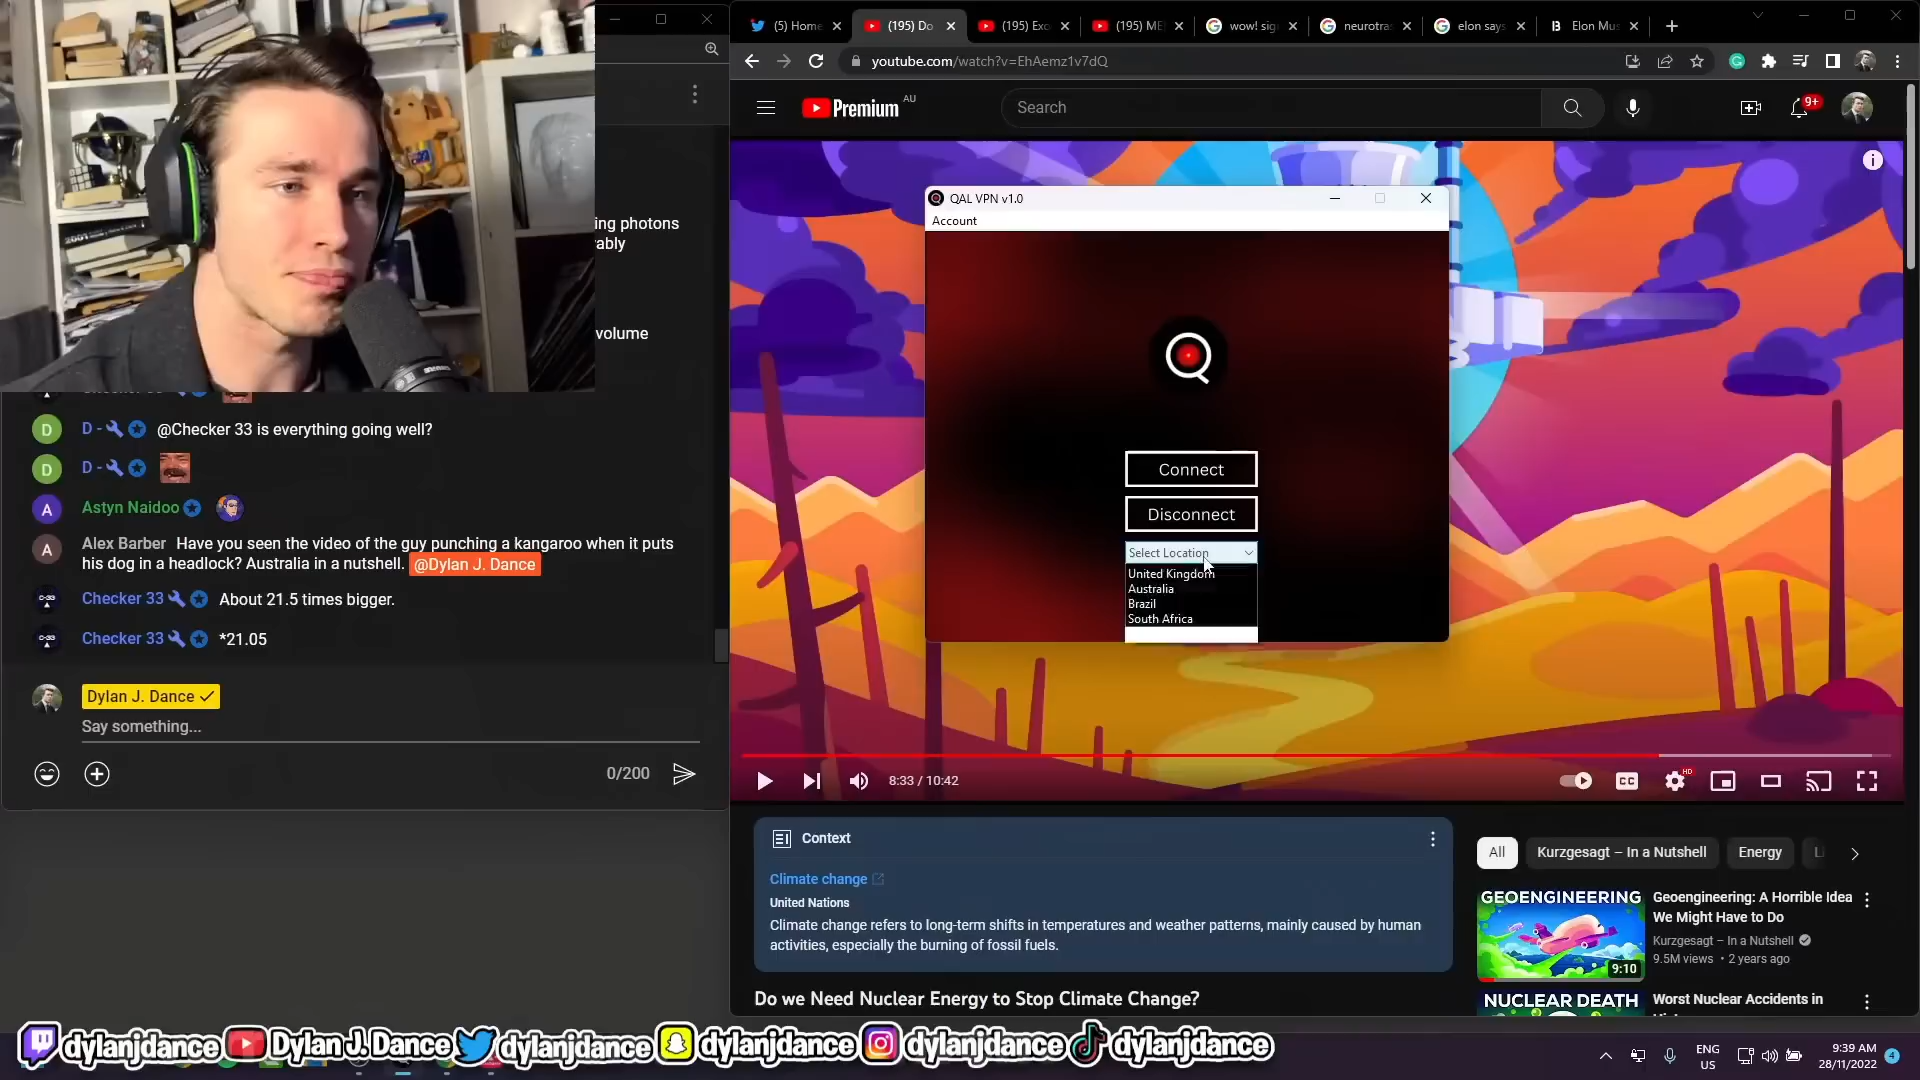 ing photons
ably
volume
D - @Checker 33 is everything going well?
D -
Astyn Naidoo
Alex Barber Have you seen the video of the guy punching a kangaroo when it puts
his dog in a headlock? Australia in a nutshell. @Dylan J. Dance
Checker 33 About 21.5 times bigger.
Checker 33 *21.05
Dylan J. Dance
Say something...
0/200
(5) Home
(195) Do
(195) Exc
(195) ME
wow! sig
neurotra
elon says
Elon Mus
youtube.com/watch?v=EhAemz1v7dQ
Premium AU
Search
9+
QAL VPN v1.0
Account
Connect
Disconnect
Select Location
United Kingdom
Australia
Brazil
South Africa
8:33 / 10:42
CC
HD
Context
Climate change
United Nations
Climate change refers to long-term shifts in temperatures and weather patterns, mainly caused by human
activities, especially the burning of fossil fuels.
Do we Need Nuclear Energy to Stop Climate Change?
All
Kurzgesagt – In a Nutshell
Energy
GEOENGINEERING
9:10
Geoengineering: A Horrible Idea
We Might Have to Do
Kurzgesagt – In a Nutshell
9.5M views • 2 years ago
NUCLEAR DEATH
Worst Nuclear Accidents in
dylanjdance
Dylan J. Dance
dylanjdance
dylanjdance
dylanjdance
dylanjdance
ENG
US
9:39 AM
28/11/2022
4